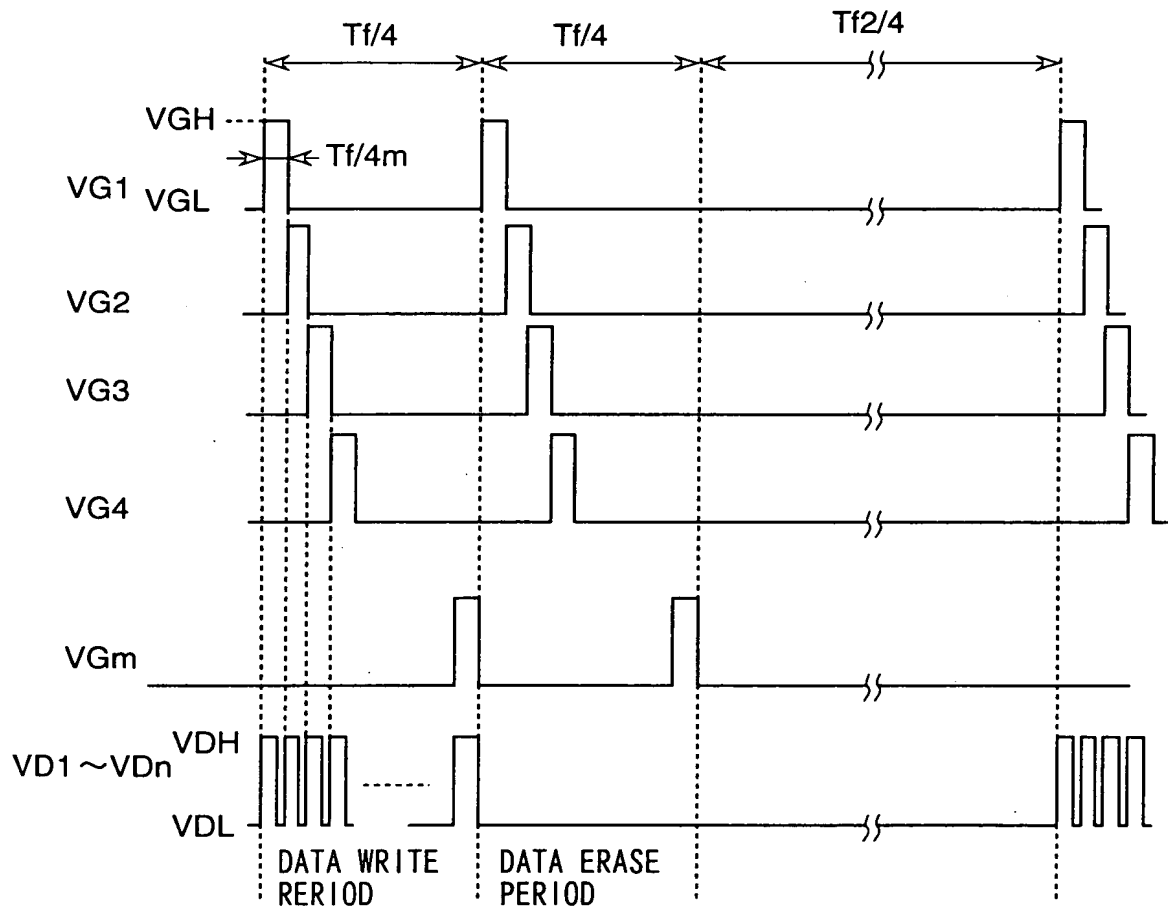 Tf/4 Tf/4 Tf2/4
VGH
Tf/4m
VG1 VGL
VG2
VG3
VG4
VGm
VDH
VD1～VDn
VDL
DATA WRITE DATA ERASE
RERIOD PERIOD